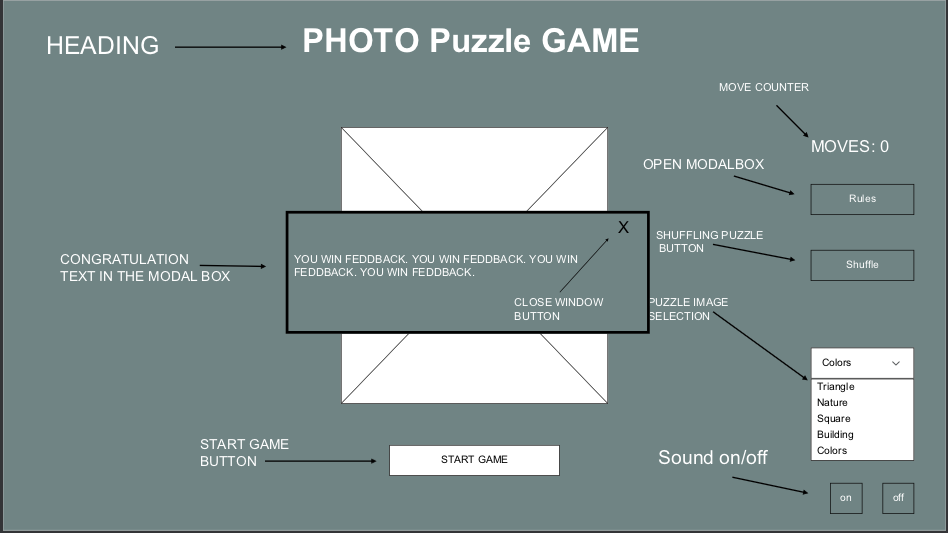 HEADING
PHOTO Puzzle GAME
MOVE COUNTER
MOVES: 0
OPEN MODALBOX
Rules
SHUFFLING PUZZLE
BUTTON
Shuffle
X
CONGRATULATION
TEXT IN THE MODAL BOX
YOU WIN FEDDBACK. YOU WIN FEDDBACK. YOU WIN
FEDDBACK. YOU WIN FEDDBACK.
CLOSE WINDOW
BUTTON
PUZZLE IMAGE
SELECTION
Colors
Triangle
Nature
Square
Building
Colors
START GAME
BUTTON
START GAME
Sound on/off
on
off